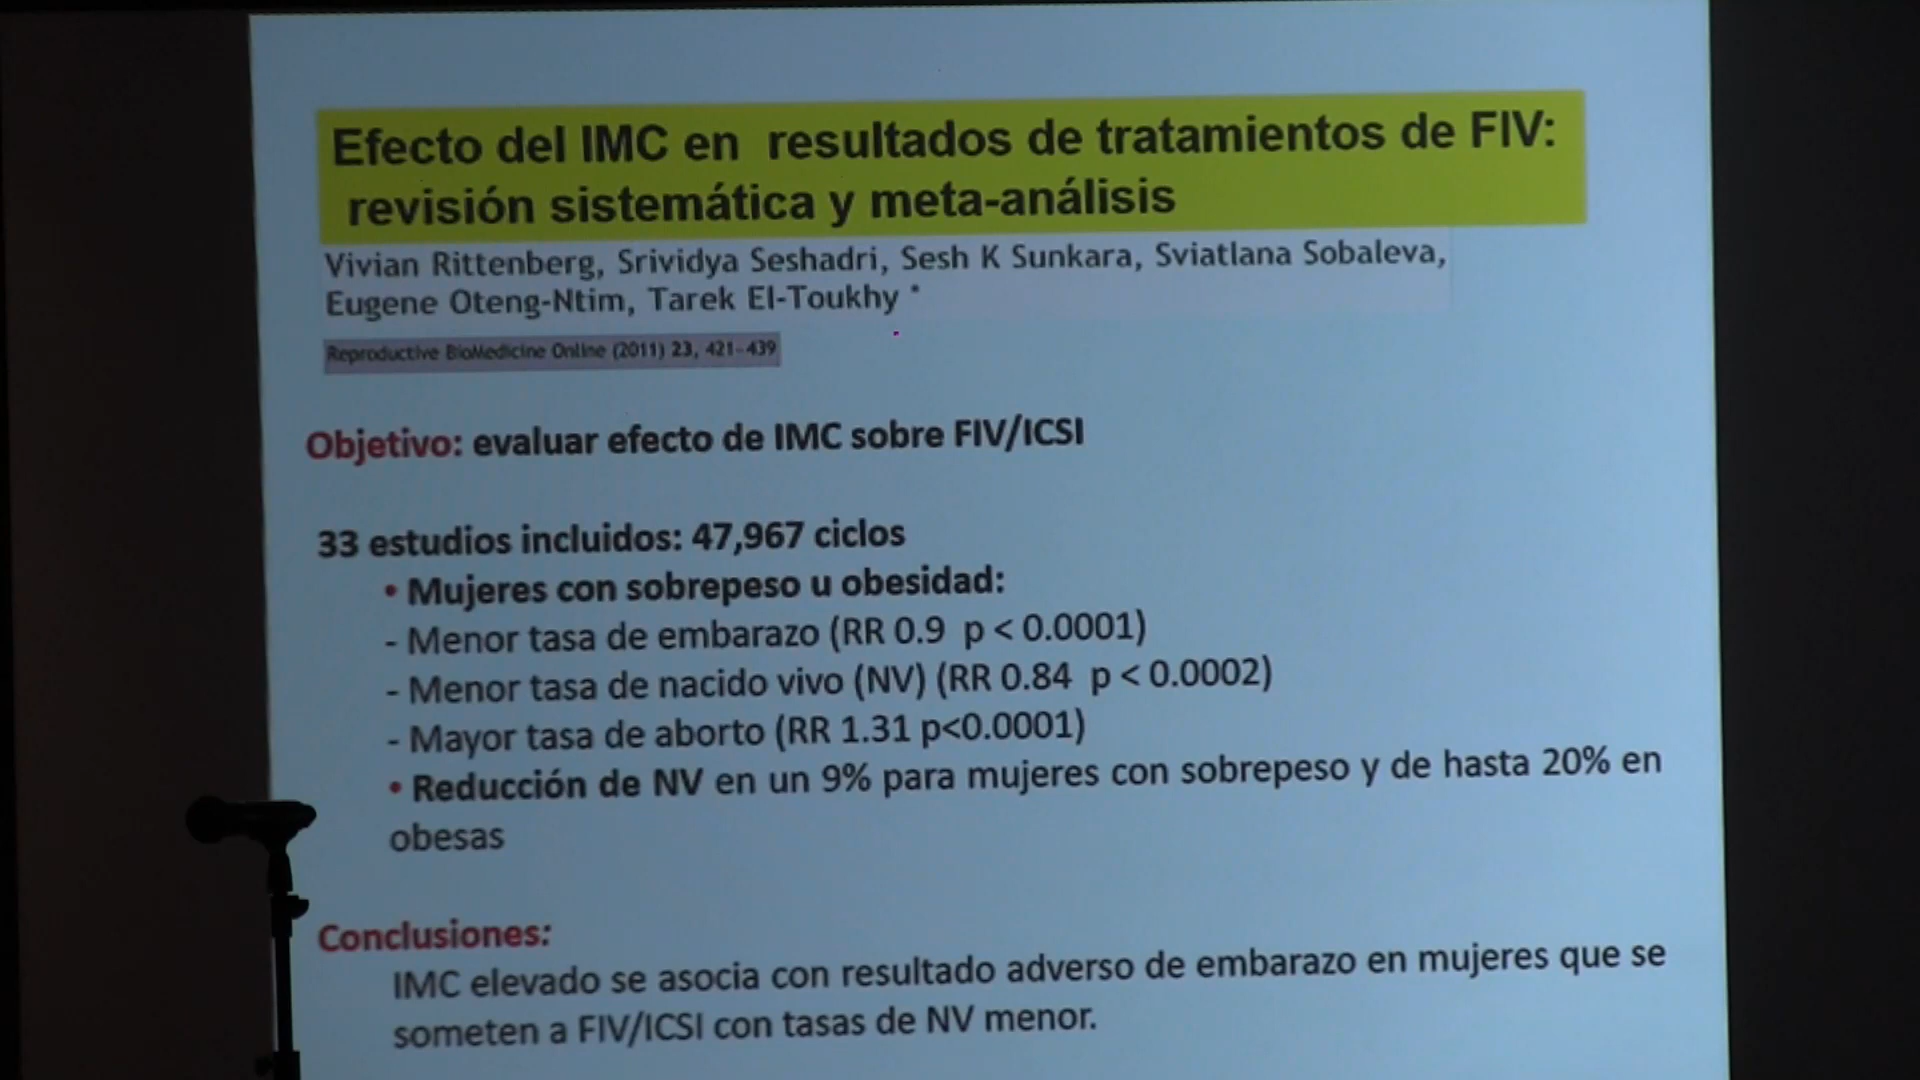 Efecto del IMC en resultados de tratamientos de FIV:
revisión sistemática y meta-análisis
Vivian Rittenberg, Srividya Seshadri, Sesh K Sunkara, Sviatlana Sobaleva,
Eugene Oteng-Ntim, Tarek El-Toukhy *
Reproductive BioMedicine Online (2011) 23, 421-439
Objetivo: evaluar efecto de IMC sobre FIV/ICSI
33 estudios incluidos: 47,967 ciclos
• Mujeres con sobrepeso u obesidad:
- Menor tasa de embarazo (RR 0.9 p < 0.0001)
- Menor tasa de nacido vivo (NV) (RR 0.84 p < 0.0002)
- Mayor tasa de aborto (RR 1.31 p<0.0001)
• Reducción de NV en un 9% para mujeres con sobrepeso y de hasta 20% en
obesas
Conclusiones:
IMC elevado se asocia con resultado adverso de embarazo en mujeres que se
someten a FIV/ICSI con tasas de NV menor.